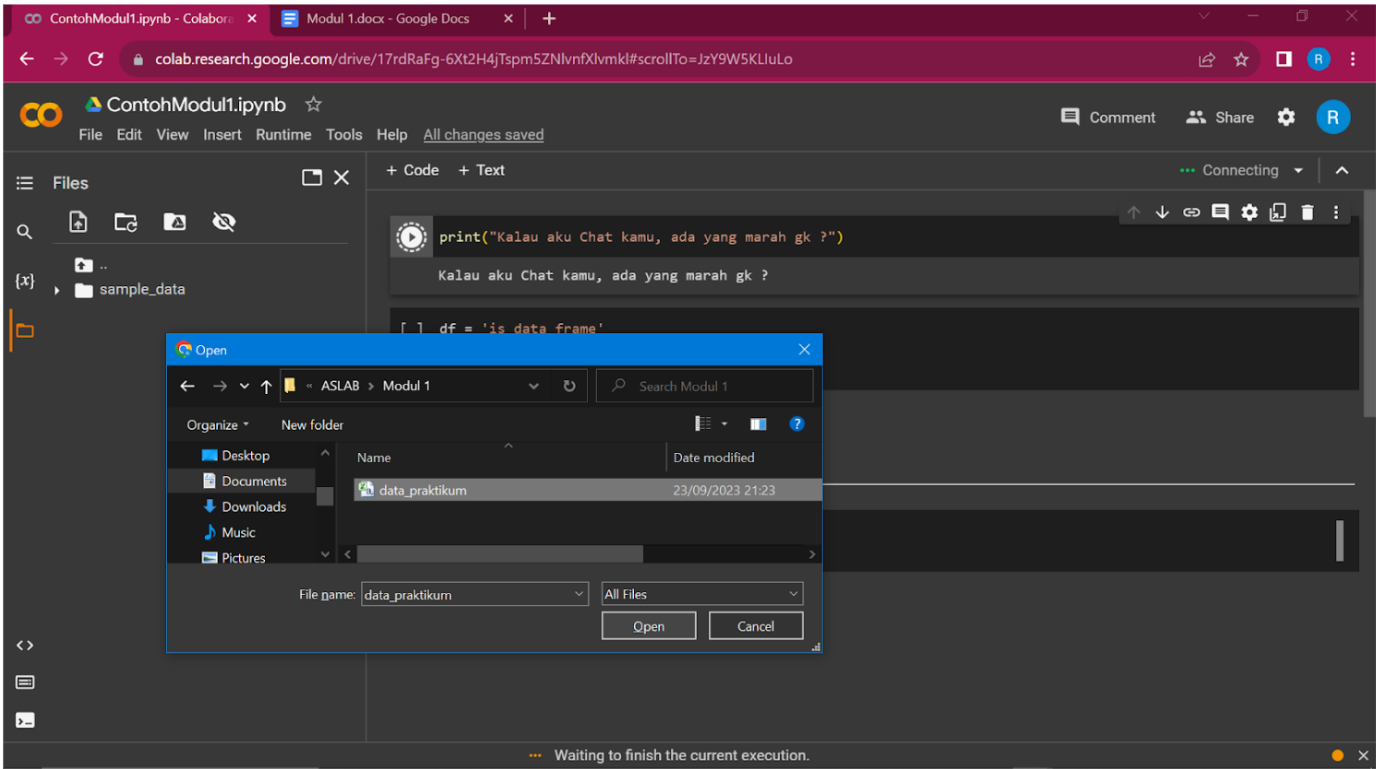 ContohModul1.ipynb - Colabora
Modul 1.docx - Google Docs
colab.research.google.com/drive/17rdRaFg-6Xt2H4jTspm5ZNlvnfXlvmkl#scrollTo=JzY9W5KLIuLo
R
ContohModul1.ipynb
File Edit View Insert Runtime Tools Help All changes saved
Comment Share R
Files
+ Code + Text
Connecting
..
{x}
sample_data
print("Kalau aku Chat kamu, ada yang marah gk ?")
Kalau aku Chat kamu, ada yang marah gk ?
[ ] df = 'is data frame'
Open
« ASLAB > Modul 1
Search Modul 1
Organize New folder
?
Desktop
Documents
Downloads
Music
Pictures
Name Date modified
data_praktikum 23/09/2023 21:23
File name: data_praktikum All Files
Open Cancel
Waiting to finish the current execution.